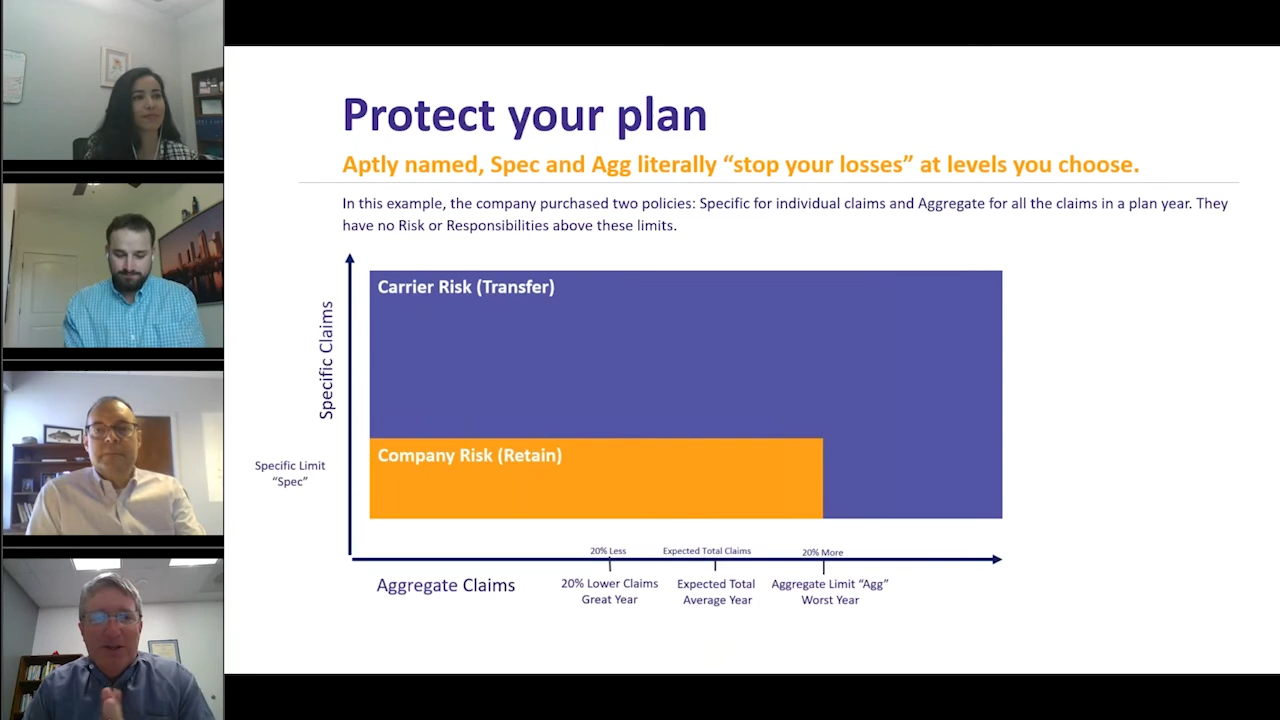 Protect your plan
Aptly named, Spec and Agg literally “stop your losses” at levels you choose.
In this example, the company purchased two policies: Specific for individual claims and Aggregate for all the claims in a plan year. They
have no Risk or Responsibilities above these limits.
Carrier Risk (Transfer)
Specific Claims
Company Risk (Retain)
Specific Limit
“Spec”
20% Less
Expected Total Claims
20% More
Aggregate Claims
20% Lower Claims
Great Year
Expected Total
Average Year
Aggregate Limit “Agg”
Worst Year